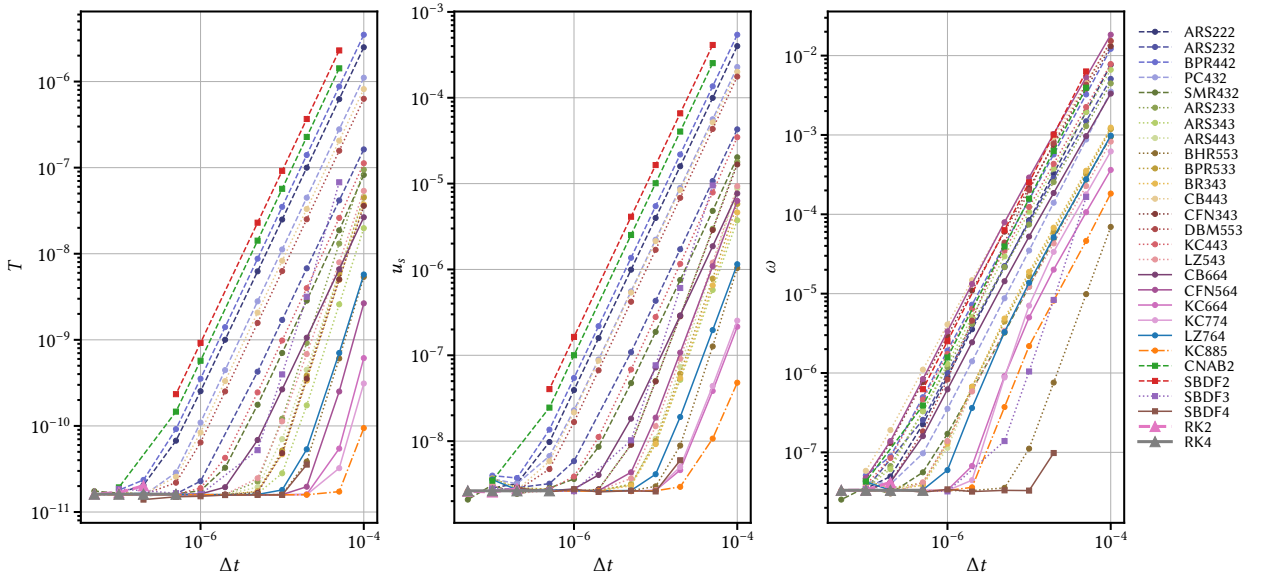 10⁻⁶
10⁻⁷
10⁻⁸
10⁻⁹
10⁻¹⁰
10⁻¹¹
T
10⁻⁶
10⁻⁴
Δt
10⁻³
10⁻⁴
10⁻⁵
10⁻⁶
10⁻⁷
10⁻⁸
uₛ
10⁻⁶
10⁻⁴
Δt
10⁻²
10⁻³
10⁻⁴
10⁻⁵
10⁻⁶
10⁻⁷
ω
10⁻⁶
10⁻⁴
Δt
ARS222
ARS232
BPR442
PC432
SMR432
ARS233
ARS343
ARS443
BHR553
BPR533
BR343
CB443
CFN343
DBM553
KC443
LZ543
CB664
CFN564
KC664
KC774
LZ764
KC885
CNAB2
SBDF2
SBDF3
SBDF4
RK2
RK4